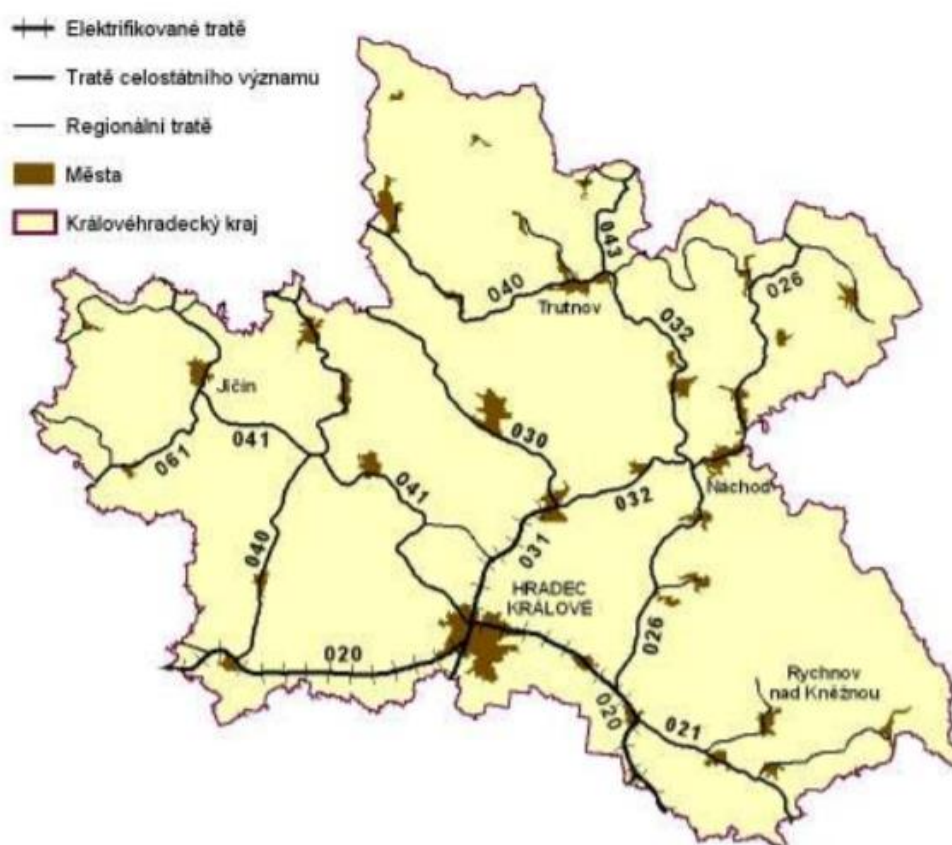 Elektrifikované tratě
Tratě celostátního významu
Regionální tratě
Města
Královéhradecký kraj
043
040
026
Trutnov
032
Jičín
041
030
061
041
032
Náchod
031
040
HRADEC
KRÁLOVÉ
026
020
Rychnov
nad Kněžnou
020
021